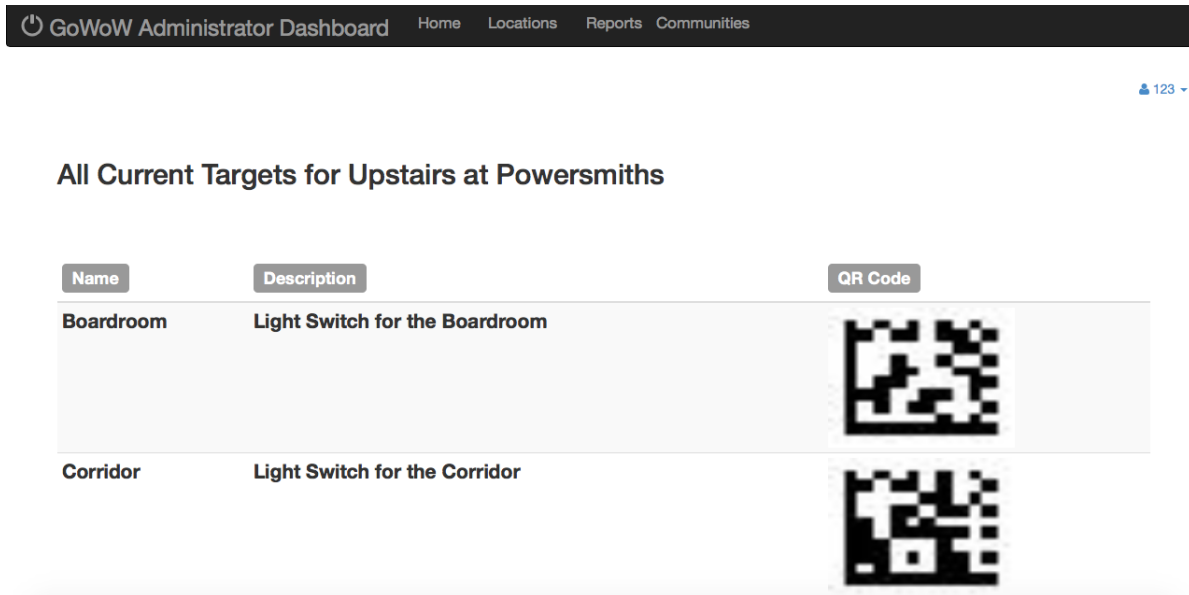 GoWoW Administrator Dashboard Home Locations Reports Communities
123
All Current Targets for Upstairs at Powersmiths
Name Description QR Code
Boardroom Light Switch for the Boardroom
Corridor Light Switch for the Corridor